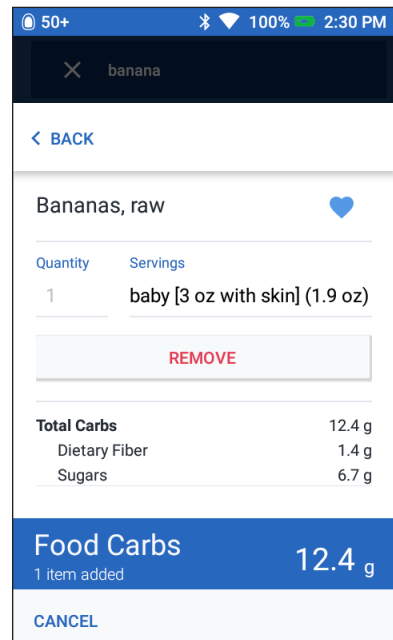 50+ 100% 2:30 PM
banana
BACK
Bananas, raw
Quantity Servings
1 baby [3 oz with skin] (1.9 oz)
REMOVE
Total Carbs 12.4 g
Dietary Fiber 1.4 g
Sugars 6.7 g
Food Carbs 12.4 g
1 item added
CANCEL